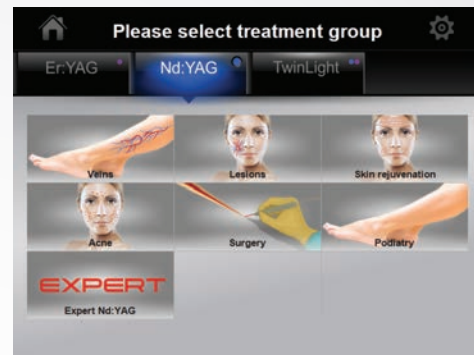 Please select treatment group
Er:YAG
Nd:YAG
TwinLight
Veins
Lesions
Skin rejuvenation
Acne
Surgery
Podiatry
EXPERT
Expert Nd:YAG